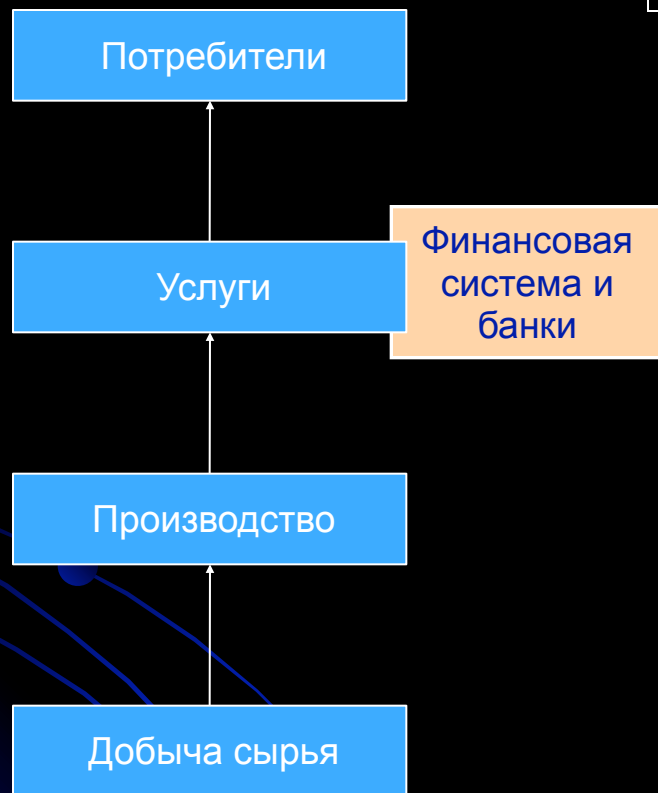 Потребители
Услуги
Финансовая
система и
банки
Производство
Добыча сырья